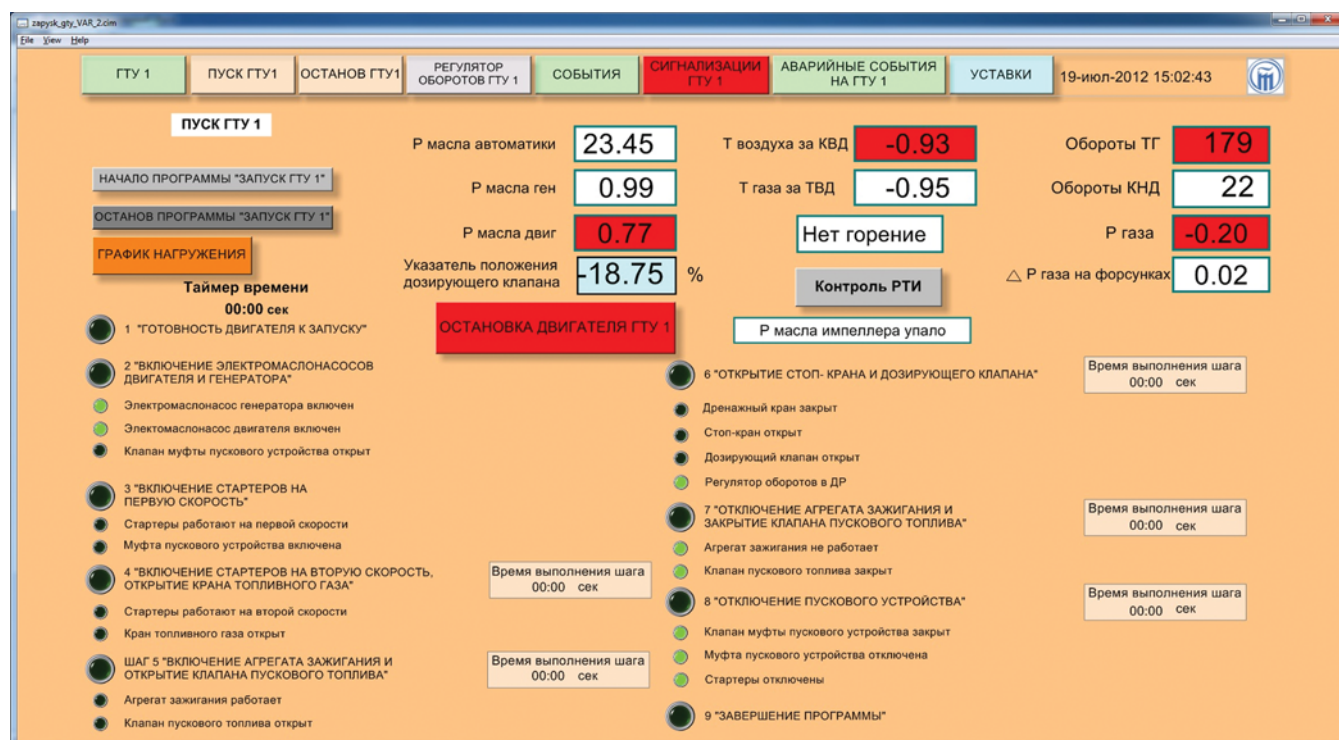 zapysk_gty_VAR_2.cim
File View Help
ГТУ 1
ПУСК ГТУ1
ОСТАНОВ ГТУ1
РЕГУЛЯТОР
ОБОРОТОВ ГТУ 1
СОБЫТИЯ
СИГНАЛИЗАЦИИ
ГТУ 1
АВАРИЙНЫЕ СОБЫТИЯ
НА ГТУ 1
УСТАВКИ
19-июл-2012 15:02:43
ПУСК ГТУ 1
НАЧАЛО ПРОГРАММЫ "ЗАПУСК ГТУ 1"
ОСТАНОВ ПРОГРАММЫ "ЗАПУСК ГТУ 1"
ГРАФИК НАГРУЖЕНИЯ
Таймер времени
00:00 сек
Р масла автоматики 23.45
Р масла ген 0.99
Р масла двиг 0.77
Указатель положения
дозирующего клапана -18.75 %
ОСТАНОВКА ДВИГАТЕЛЯ ГТУ 1
Т воздуха за КВД -0.93
Т газа за ТВД -0.95
Нет горение
Контроль РТИ
Р масла импеллера упало
Обороты ТГ 179
Обороты КНД 22
Р газа -0.20
△ Р газа на форсунках 0.02
1 "ГОТОВНОСТЬ ДВИГАТЕЛЯ К ЗАПУСКУ"
2 "ВКЛЮЧЕНИЕ ЭЛЕКТРОМАСЛОНАСОСОВ
ДВИГАТЕЛЯ И ГЕНЕРАТОРА"
Электромаслонасос генератора включен
Электомаслонасос двигателя включен
Клапан муфты пускового устройства открыт
3 "ВКЛЮЧЕНИЕ СТАРТЕРОВ НА
ПЕРВУЮ СКОРОСТЬ"
Стартеры работают на первой скорости
Муфта пускового устройства включена
4 "ВКЛЮЧЕНИЕ СТАРТЕРОВ НА ВТОРУЮ СКОРОСТЬ,
ОТКРЫТИЕ КРАНА ТОПЛИВНОГО ГАЗА"
Время выполнения шага
00:00 сек
Стартеры работают на второй скорости
Кран топливного газа открыт
ШАГ 5 "ВКЛЮЧЕНИЕ АГРЕГАТА ЗАЖИГАНИЯ И
ОТКРЫТИЕ КЛАПАНА ПУСКОВОГО ТОПЛИВА"
Время выполнения шага
00:00 сек
Агрегат зажигания работает
Клапан пускового топлива открыт
6 "ОТКРЫТИЕ СТОП- КРАНА И ДОЗИРУЮЩЕГО КЛАПАНА"
Время выполнения шага
00:00 сек
Дренажный кран закрыт
Стоп-кран открыт
Дозирующий клапан открыт
Регулятор оборотов в ДР
7 "ОТКЛЮЧЕНИЕ АГРЕГАТА ЗАЖИГАНИЯ И
ЗАКРЫТИЕ КЛАПАНА ПУСКОВОГО ТОПЛИВА"
Время выполнения шага
00:00 сек
Агрегат зажигания не работает
Клапан пускового топлива закрыт
8 "ОТКЛЮЧЕНИЕ ПУСКОВОГО УСТРОЙСТВА"
Время выполнения шага
00:00 сек
Клапан муфты пускового устройства закрыт
Муфта пускового устройства отключена
Стартеры отключены
9 "ЗАВЕРШЕНИЕ ПРОГРАММЫ"